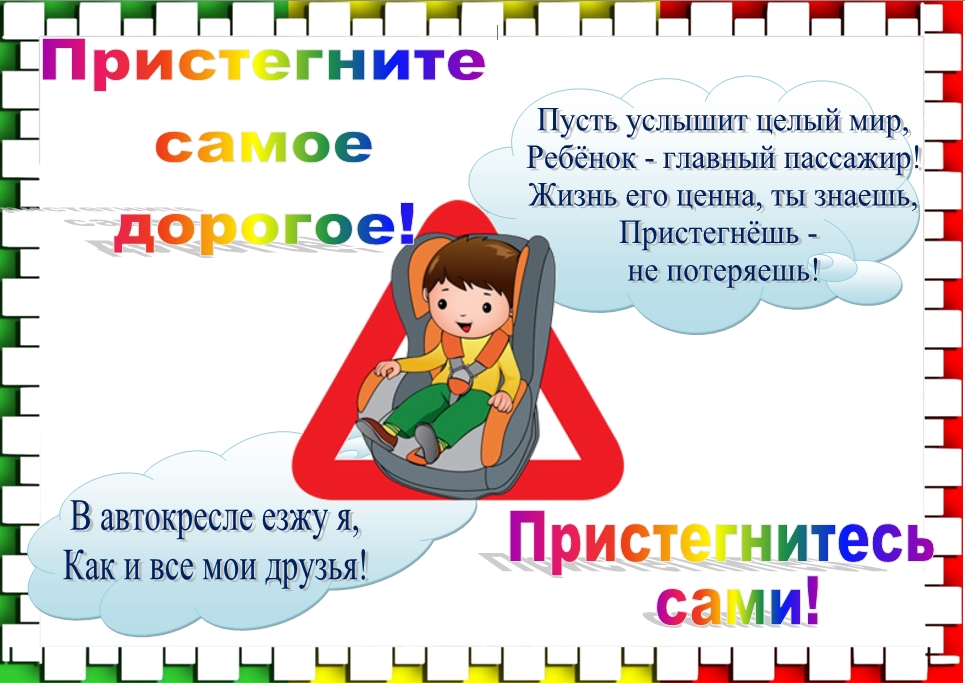 Пристегните
самое
дорогое!
Пусть услышит целый мир,
Ребёнок - главный пассажир!
Жизнь его ценна, ты знаешь,
Пристегнёшь -
не потеряешь!
В автокресле езжу я,
Как и все мои друзья!
Пристегнитесь
сами!